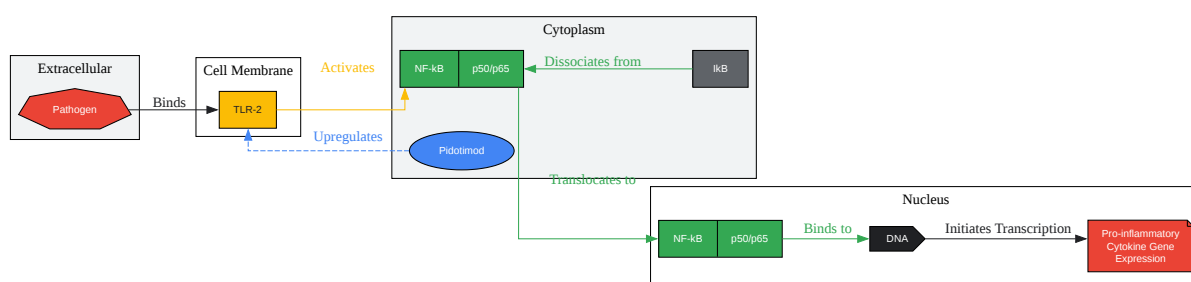 Extracellular
Pathogen
Binds
Cell Membrane
TLR-2
Activates
Upregulates
Cytoplasm
NF-kB
p50/p65
Dissociates from
IkB
Pidotimod
Translocates to
Nucleus
NF-kB
p50/p65
Binds to
DNA
Initiates Transcription
Pro-inflammatory
Cytokine Gene
Expression